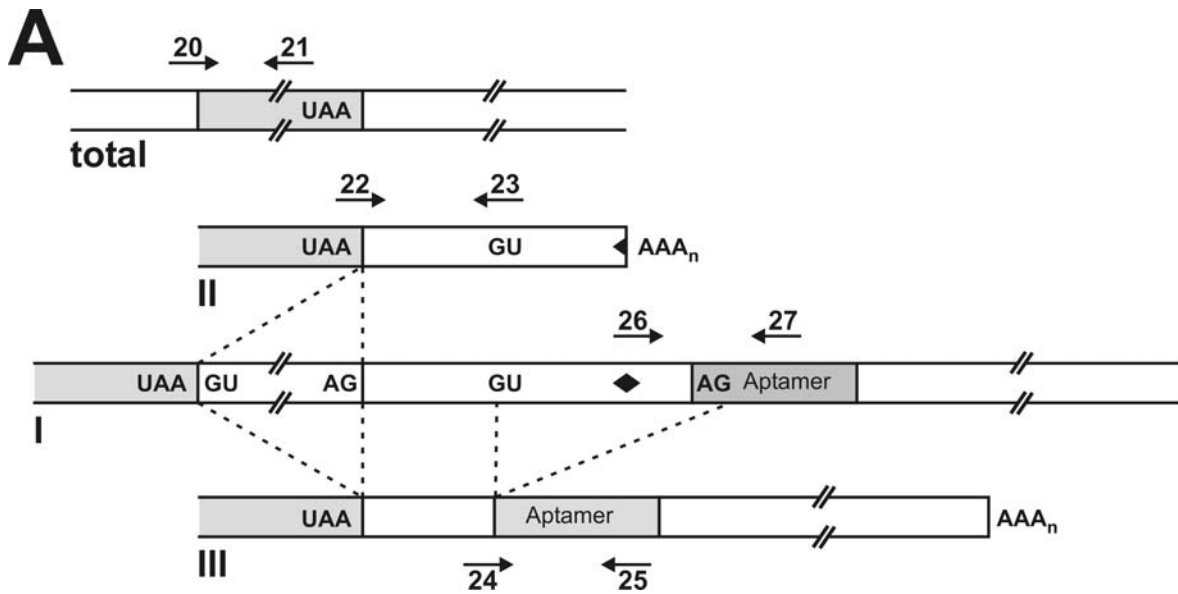 A
20 21
UAA
total
22 23
UAA GU AAAn
II
26 27
UAA GU AG GU AG Aptamer
I
UAA Aptamer AAAn
III
24 25